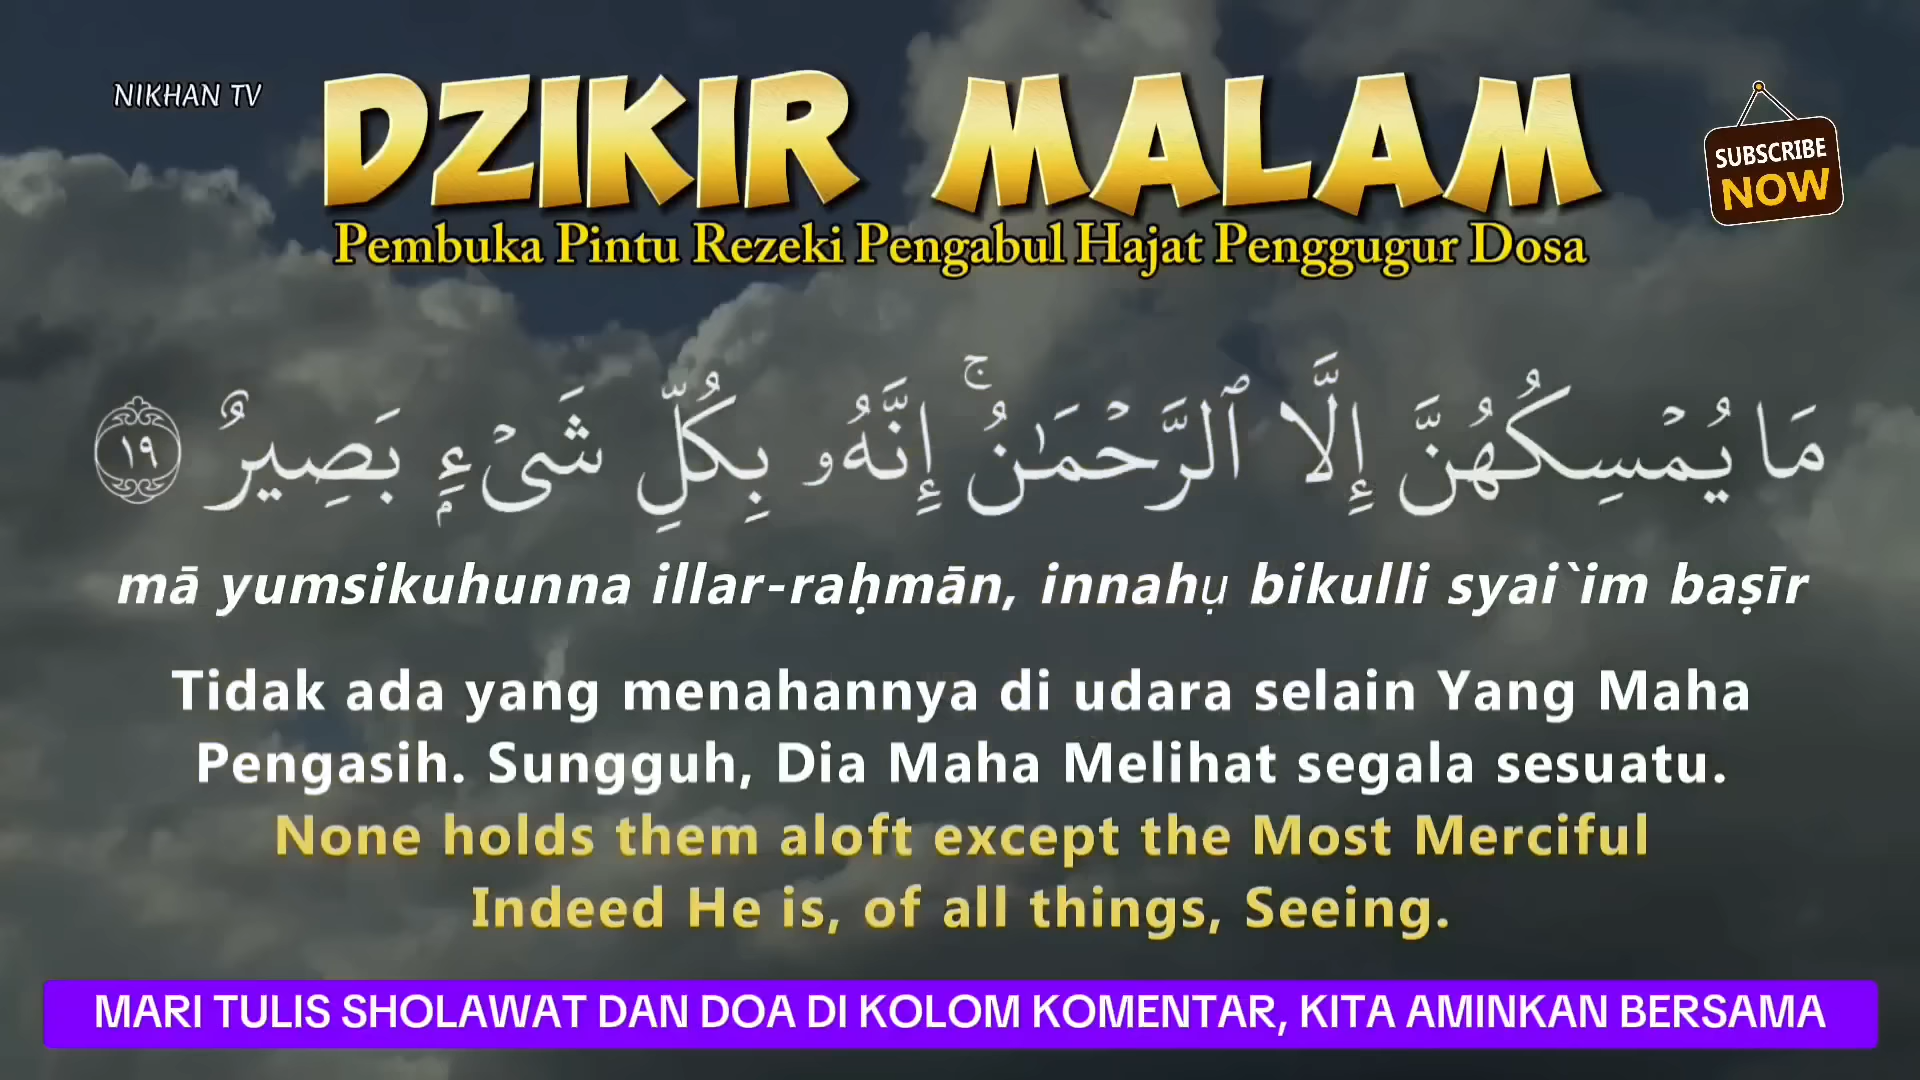 NIKHAN TV
DZIKIR MALAM
SUBSCRIBE
NOW
Pembuka Pintu Rezeki Pengabul Hajat Penggugur Dosa
مَا يُمْسِكُهُنَّ إِلَّا ٱلرَّحْمَـٰنُ ۚ إِنَّهُۥ بِكُلِّ شَىْءٍۭ بَصِيرٌ ١٩
mā yumsikuhunna illar-raḥmān, innahụ bikulli syai`im baṣīr
Tidak ada yang menahannya di udara selain Yang Maha
Pengasih. Sungguh, Dia Maha Melihat segala sesuatu.
None holds them aloft except the Most Merciful
Indeed He is, of all things, Seeing.
MARI TULIS SHOLAWAT DAN DOA DI KOLOM KOMENTAR, KITA AMINKAN BERSAMA